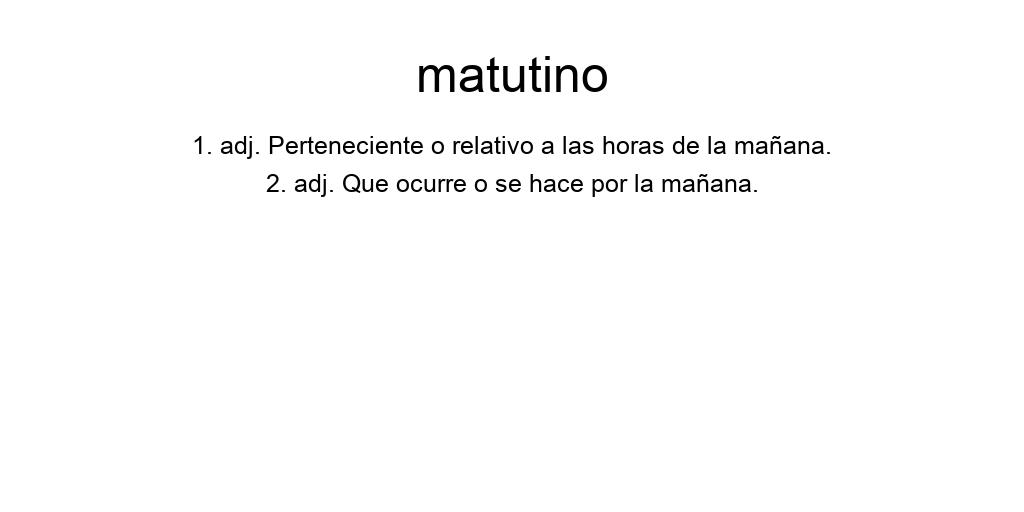 matutino
1. adj. Perteneciente o relativo a las horas de la mañana.
2. adj. Que ocurre o se hace por la mañana.